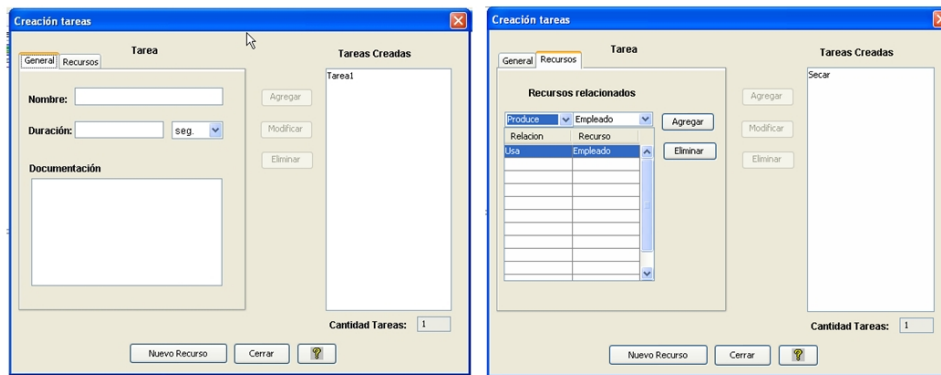 Creación tareas
Tarea
Tareas Creadas
General
Recursos
Tarea1
Nombre:
Agregar
Duración:
seg.
Modificar
Eliminar
Documentación
Cantidad Tareas: 1
Nuevo Recurso
Cerrar
?
Creación tareas
Tarea
Tareas Creadas
General
Recursos
Secar
Recursos relacionados
Agregar
Produce
Empleado
Agregar
Modificar
Relacion
Recurso
Usa
Empleado
Eliminar
Eliminar
Cantidad Tareas: 1
Nuevo Recurso
Cerrar
?